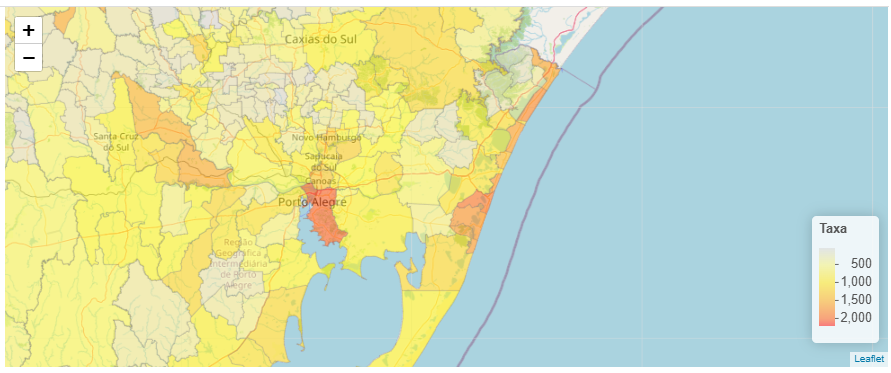 +
−
Caxias do Sul
Santa Cruz
do Sul
Novo Hamburgo
Sapucaia
do Sul
Canoas
Porto Alegre
Região
Geográfica
Intermediária
de Porto
Alegre
Taxa
500
1,000
1,500
2,000
Leaflet